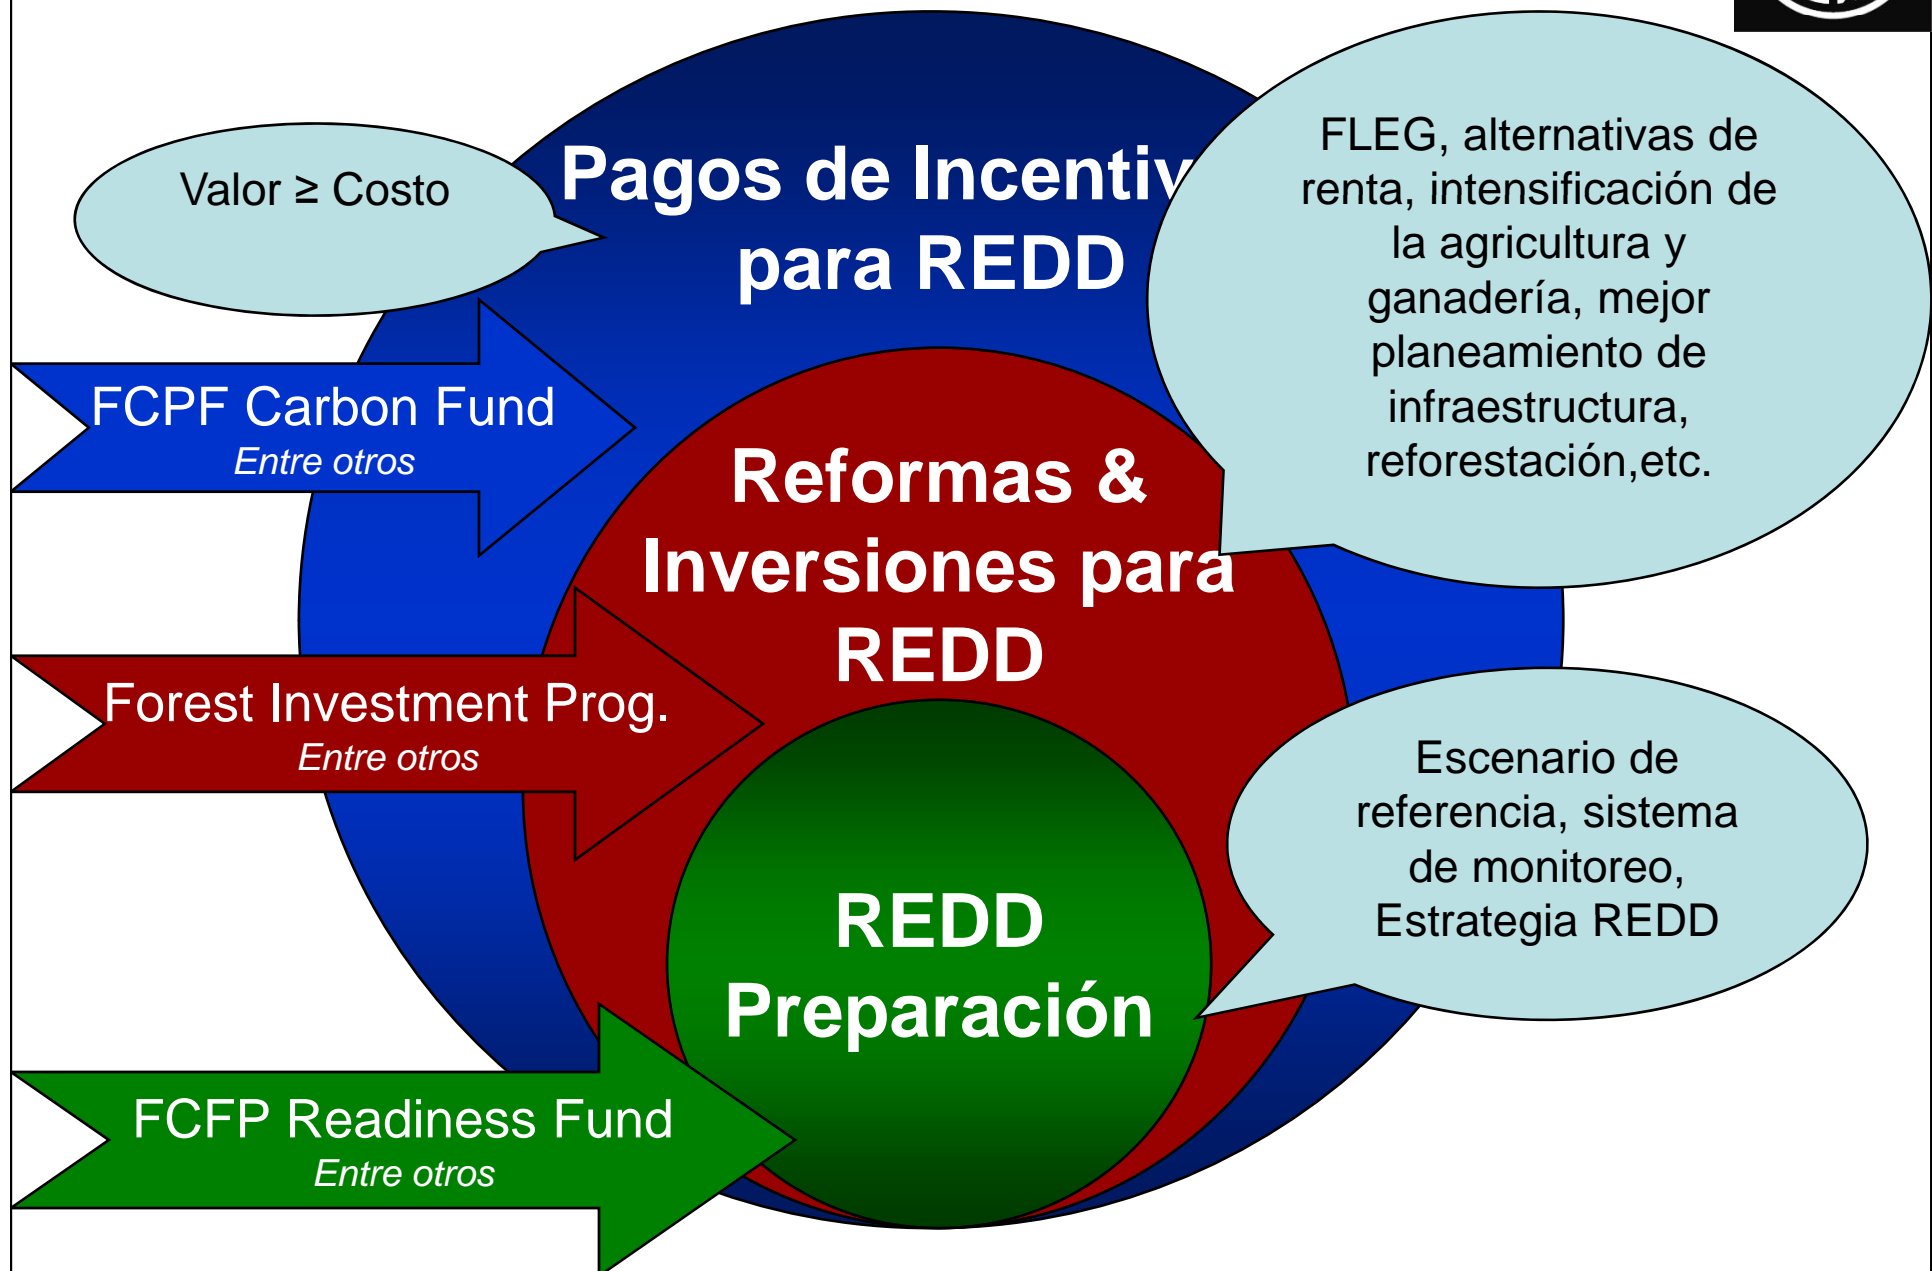 Pagos de Incentiv
para REDD
Valor ≥ Costo
FLEG, alternativas de
renta, intensificación de
la agricultura y
ganadería, mejor
planeamiento de
infraestructura,
reforestación,etc.
FCPF Carbon Fund
Entre otros
Reformas &
Inversiones para
REDD
Forest Investment Prog.
Entre otros
Escenario de
referencia, sistema
de monitoreo,
Estrategia REDD
REDD
Preparación
FCFP Readiness Fund
Entre otros